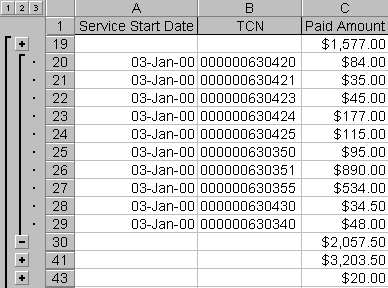 1 2 3 A B C
1 Service Start Date TCN Paid Amount
19 $1,577.00
20 03-Jan-00 000000630420 $84.00
21 03-Jan-00 000000630421 $35.00
22 03-Jan-00 000000630423 $45.00
23 03-Jan-00 000000630424 $177.00
24 03-Jan-00 000000630425 $115.00
25 03-Jan-00 000000630350 $95.00
26 03-Jan-00 000000630351 $890.00
27 03-Jan-00 000000630355 $534.00
28 03-Jan-00 000000630430 $34.50
29 03-Jan-00 000000630340 $48.00
30 $2,057.50
41 $3,203.50
43 $20.00